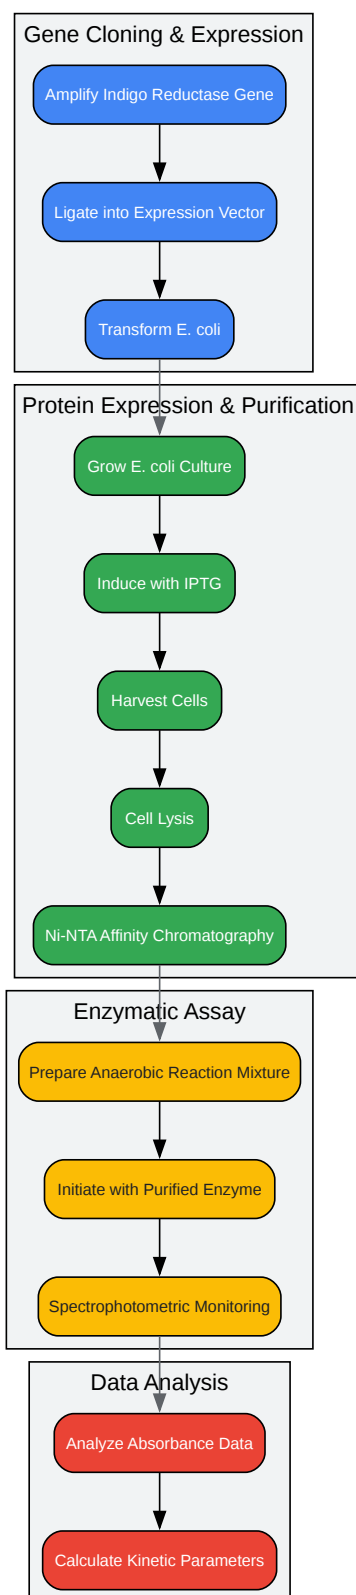 Gene Cloning & Expression
Amplify Indigo Reductase Gene
Ligate into Expression Vector
Transform E. coli
Protein Expression & Purification
Grow E. coli Culture
Induce with IPTG
Harvest Cells
Cell Lysis
Ni-NTA Affinity Chromatography
Enzymatic Assay
Prepare Anaerobic Reaction Mixture
Initiate with Purified Enzyme
Spectrophotometric Monitoring
Data Analysis
Analyze Absorbance Data
Calculate Kinetic Parameters